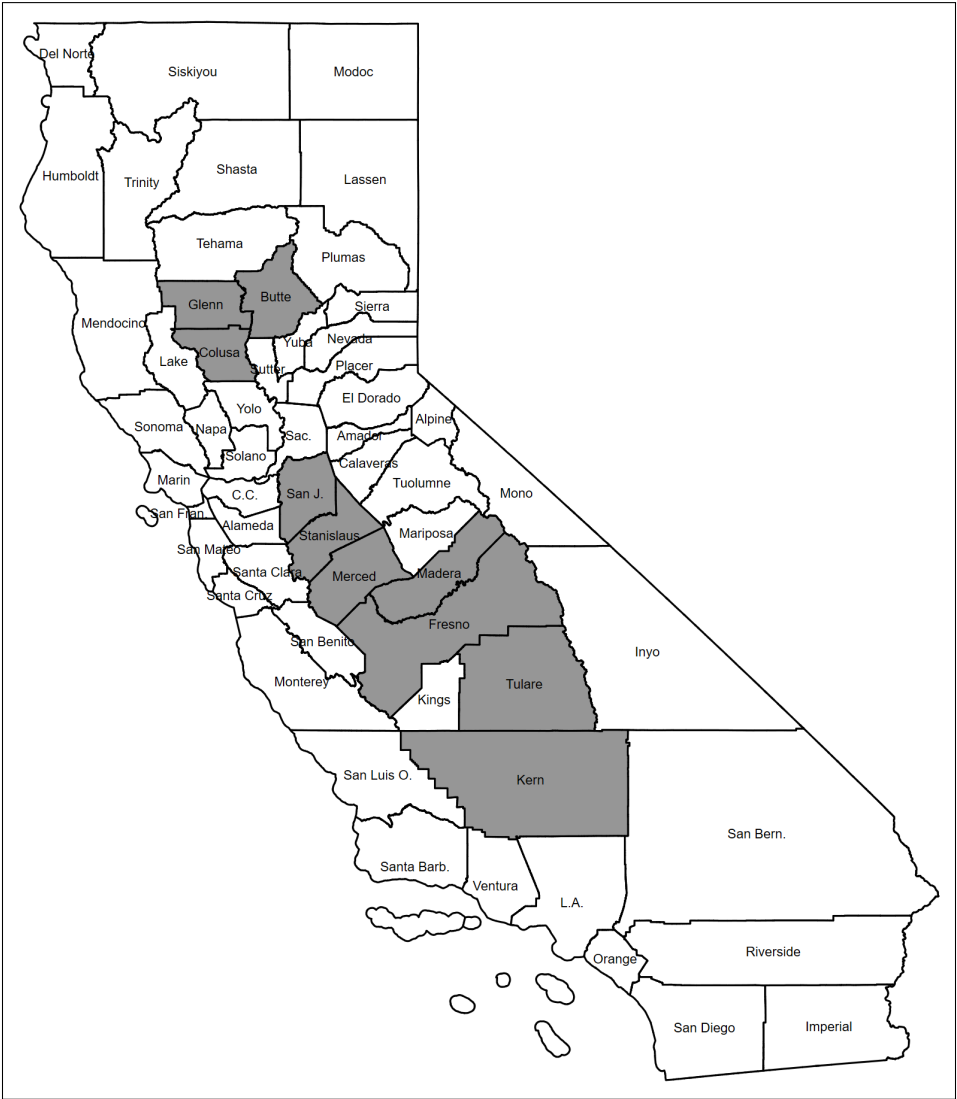 Del Norte
Siskiyou
Modoc
Humboldt
Trinity
Shasta
Lassen
Tehama
Plumas
Glenn
Butte
Sierra
Mendocino
Lake
Colusa
Sutter
Yuba
Nevada
Placer
Sonoma
Napa
Yolo
El Dorado
Solano
Sac.
Amador
Alpine
Marin
C.C.
San J.
Calaveras
Tuolumne
Mono
San Fran.
Alameda
Stanislaus
Mariposa
San Mateo
Santa Clara
Merced
Madera
Santa Cruz
Fresno
San Benito
Inyo
Monterey
Kings
Tulare
San Luis O.
Kern
San Bern.
Santa Barb.
Ventura
L.A.
Orange
Riverside
San Diego
Imperial